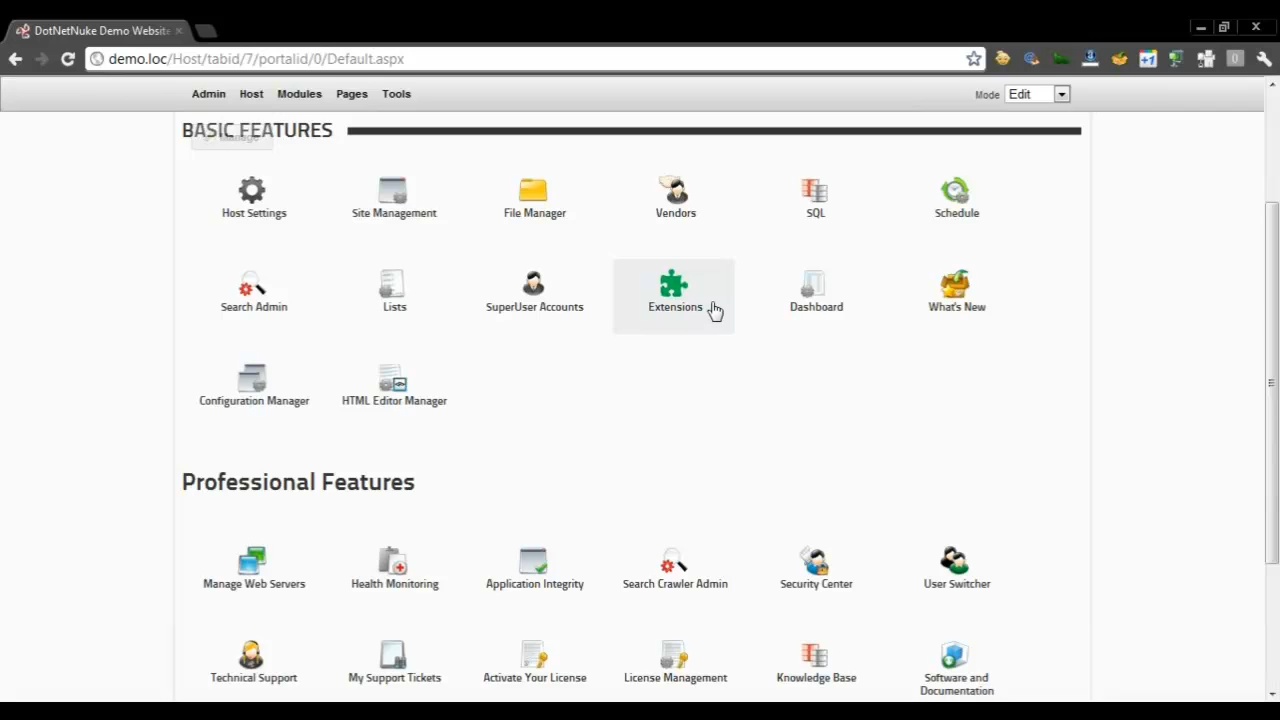 DotNetNuke Demo Website
demo.loc/Host/tabid/7/portalid/0/Default.aspx
Admin Host Modules Pages Tools
Mode Edit
BASIC FEATURES
Manage
Host Settings Site Management File Manager Vendors SQL Schedule
Search Admin Lists SuperUser Accounts Extensions Dashboard What's New
Configuration Manager HTML Editor Manager
Professional Features
Manage Web Servers Health Monitoring Application Integrity Search Crawler Admin Security Center User Switcher
Technical Support My Support Tickets Activate Your License License Management Knowledge Base Software and
Documentation